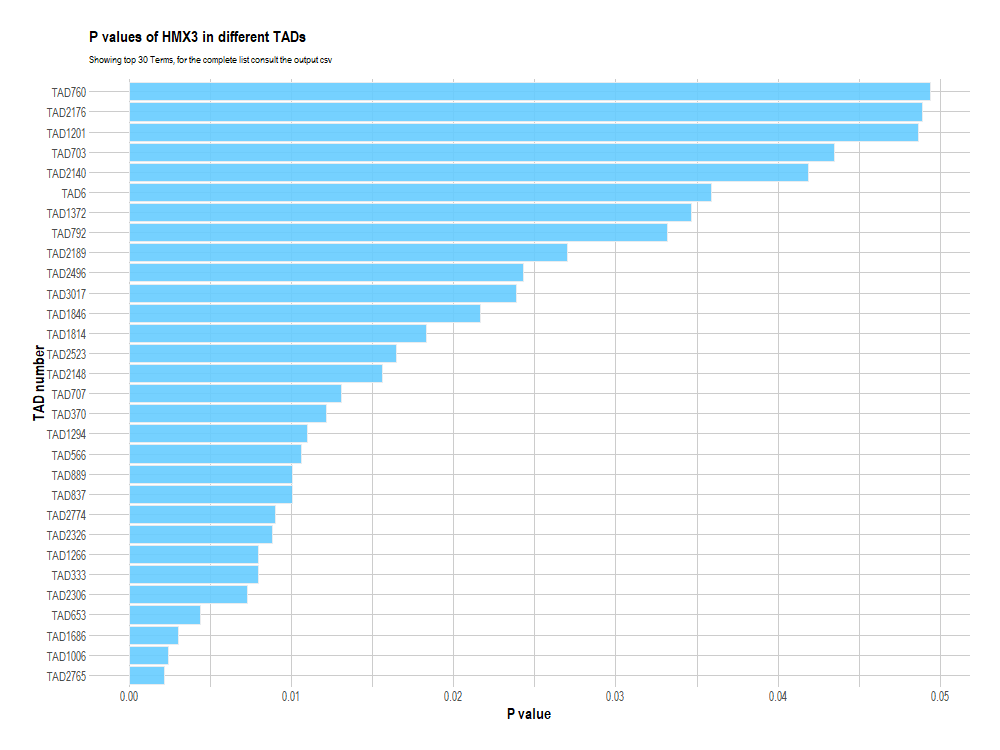 P values of HMX3 in different TADs
Showing top 30 Terms, for the complete list consult the output csv
TAD760
TAD2176
TAD1201
TAD703
TAD2140
TAD6
TAD1372
TAD792
TAD2189
TAD2496
TAD3017
TAD1846
TAD1814
TAD2523
TAD2148
TAD707
TAD370
TAD1294
TAD566
TAD889
TAD837
TAD2774
TAD2326
TAD1266
TAD333
TAD2306
TAD653
TAD1686
TAD1006
TAD2765
TAD number
0.00 0.01 0.02 0.03 0.04 0.05
P value